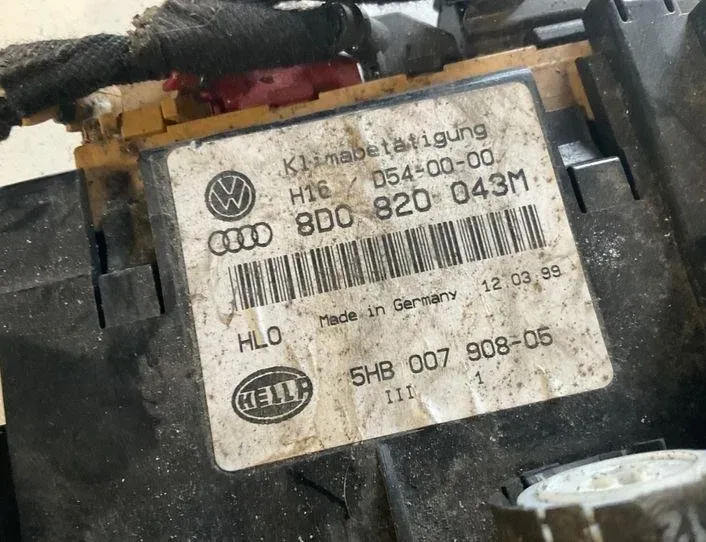 Klimabetätigung
H16 / 054-00-00
8D0 820 043M
Made in Germany 12.03.99
HLO
5HB 007 908-05
III 1
HELLA